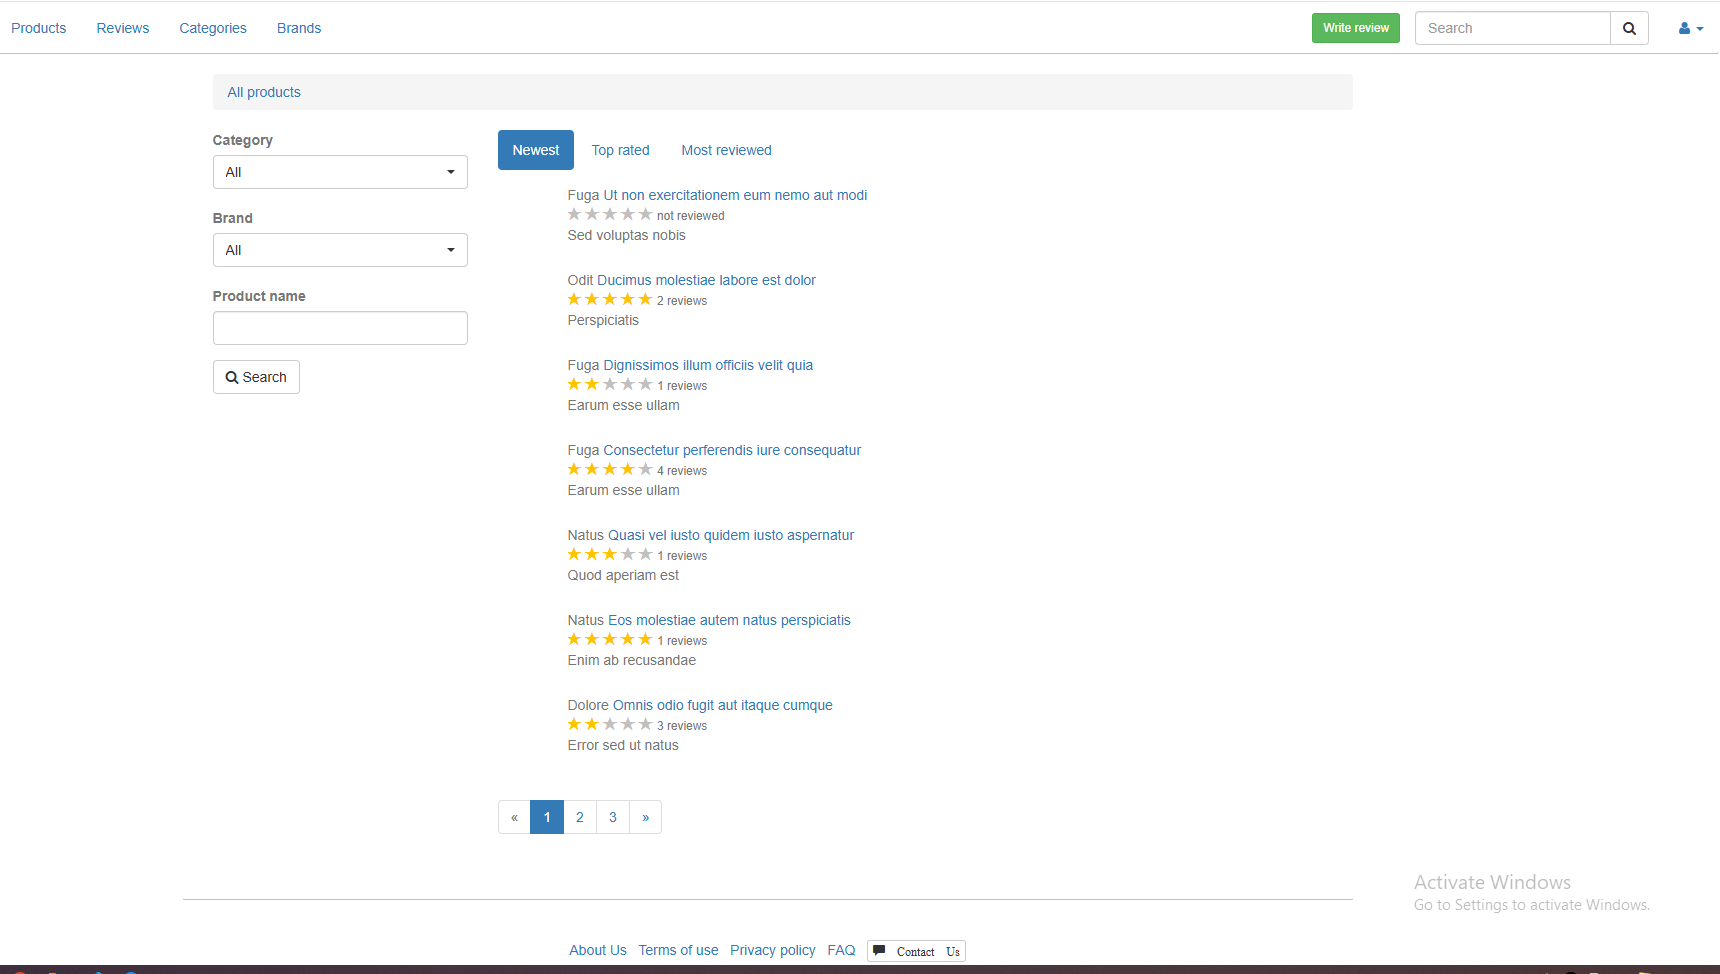 Products Reviews Categories Brands Write review Search
All products
Category
All
Brand
All
Product name
Search
Newest Top rated Most reviewed
Fuga Ut non exercitationem eum nemo aut modi
not reviewed
Sed voluptas nobis
Odit Ducimus molestiae labore est dolor
2 reviews
Perspiciatis
Fuga Dignissimos illum officiis velit quia
1 reviews
Earum esse ullam
Fuga Consectetur perferendis iure consequatur
4 reviews
Earum esse ullam
Natus Quasi vel iusto quidem iusto aspernatur
1 reviews
Quod aperiam est
Natus Eos molestiae autem natus perspiciatis
1 reviews
Enim ab recusandae
Dolore Omnis odio fugit aut itaque cumque
3 reviews
Error sed ut natus
« 1 2 3 »
Activate Windows
Go to Settings to activate Windows.
About Us Terms of use Privacy policy FAQ Contact Us